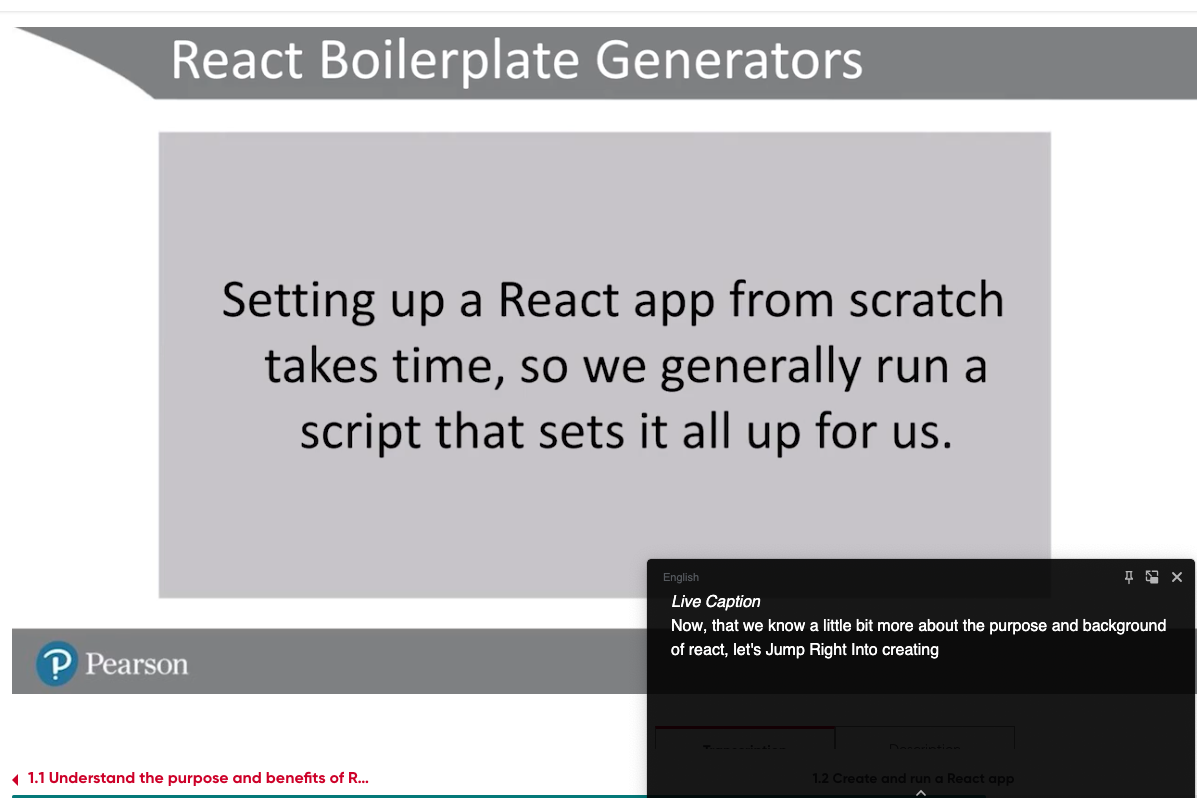 React Boilerplate Generators
Setting up a React app from scratch
takes time, so we generally run a
script that sets it all up for us.
Pearson
English
Live Caption
Now, that we know a little bit more about the purpose and background
of react, let's Jump Right Into creating
1.1 Understand the purpose and benefits of R...
1.2 Create and run a React app